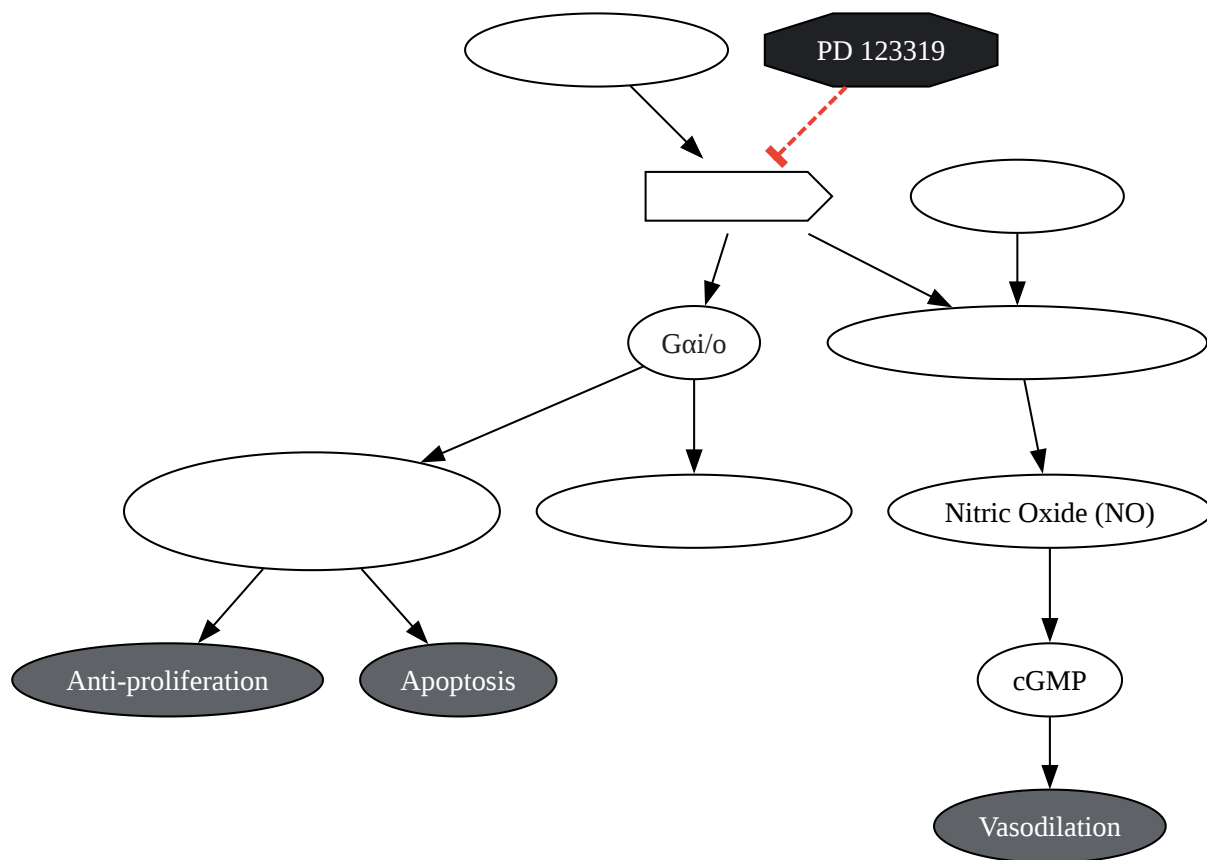 PD 123319
Gαi/o
Nitric Oxide (NO)
Anti-proliferation
Apoptosis
cGMP
Vasodilation